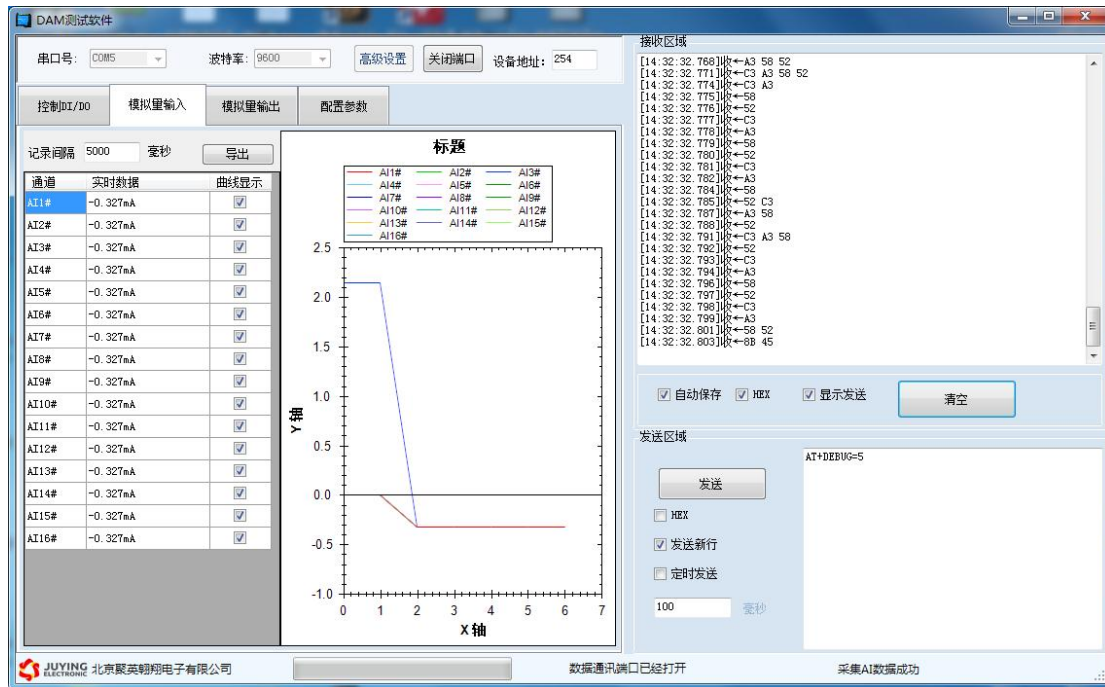 DAM测试软件
串口号: COM5 波特率: 9600 高级设置 关闭端口 设备地址: 254
控制DI/DO 模拟量输入 模拟量输出 配置参数
记录间隔 5000 毫秒 导出
通道 实时数据 曲线显示
AI1# -0.327mA
AI2# -0.327mA
AI3# -0.327mA
AI4# -0.327mA
AI5# -0.327mA
AI6# -0.327mA
AI7# -0.327mA
AI8# -0.327mA
AI9# -0.327mA
AI10# -0.327mA
AI11# -0.327mA
AI12# -0.327mA
AI13# -0.327mA
AI14# -0.327mA
AI15# -0.327mA
AI16# -0.327mA
标题
AI1# AI2# AI3#
AI4# AI5# AI6#
AI7# AI8# AI9#
AI10# AI11# AI12#
AI13# AI14# AI15#
AI16#
Y 轴
2.5
2.0
1.5
1.0
0.5
0.0
-0.5
-1.0
0 1 2 3 4 5 6 7
X 轴
接收区域
[14:32:32.768]收←A3 58 52
[14:32:32.771]收←C3 A3 58 52
[14:32:32.774]收←C3 A3
[14:32:32.775]收←58
[14:32:32.776]收←52
[14:32:32.777]收←C3
[14:32:32.778]收←A3
[14:32:32.779]收←58
[14:32:32.780]收←52
[14:32:32.781]收←C3
[14:32:32.782]收←A3
[14:32:32.784]收←58
[14:32:32.785]收←52 C3
[14:32:32.787]收←A3 58
[14:32:32.788]收←52
[14:32:32.791]收←C3 A3 58
[14:32:32.792]收←52
[14:32:32.793]收←C3
[14:32:32.794]收←A3
[14:32:32.796]收←58
[14:32:32.797]收←52
[14:32:32.798]收←C3
[14:32:32.799]收←A3
[14:32:32.801]收←58 52
[14:32:32.803]收←8B 45
自动保存 HEX 显示发送 清空
发送区域
AT+DEBUG=5
发送
HEX
发送新行
定时发送
100 毫秒
JUYING ELECTRONIC 北京聚英翱翔电子有限公司 数据通讯端口已经打开 采集AI数据成功